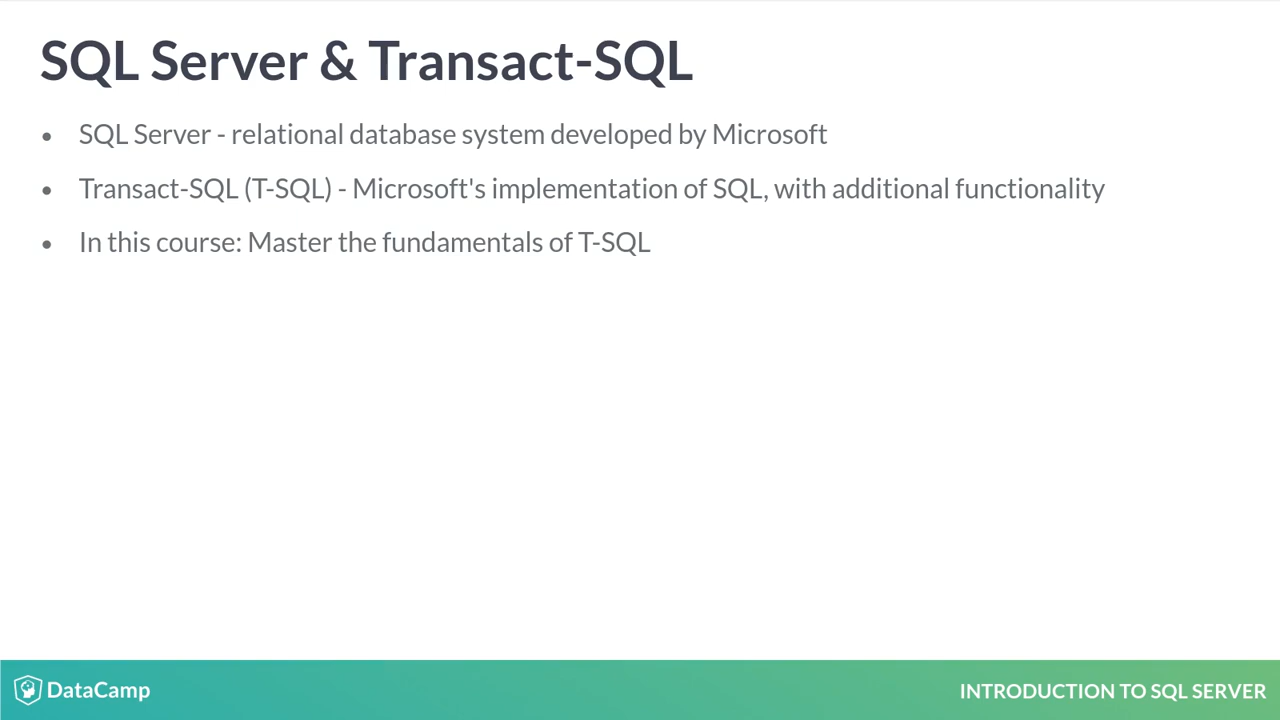 SQL Server & Transact-SQL
• SQL Server - relational database system developed by Microsoft
• Transact-SQL (T-SQL) - Microsoft's implementation of SQL, with additional functionality
• In this course: Master the fundamentals of T-SQL
DataCamp
INTRODUCTION TO SQL SERVER